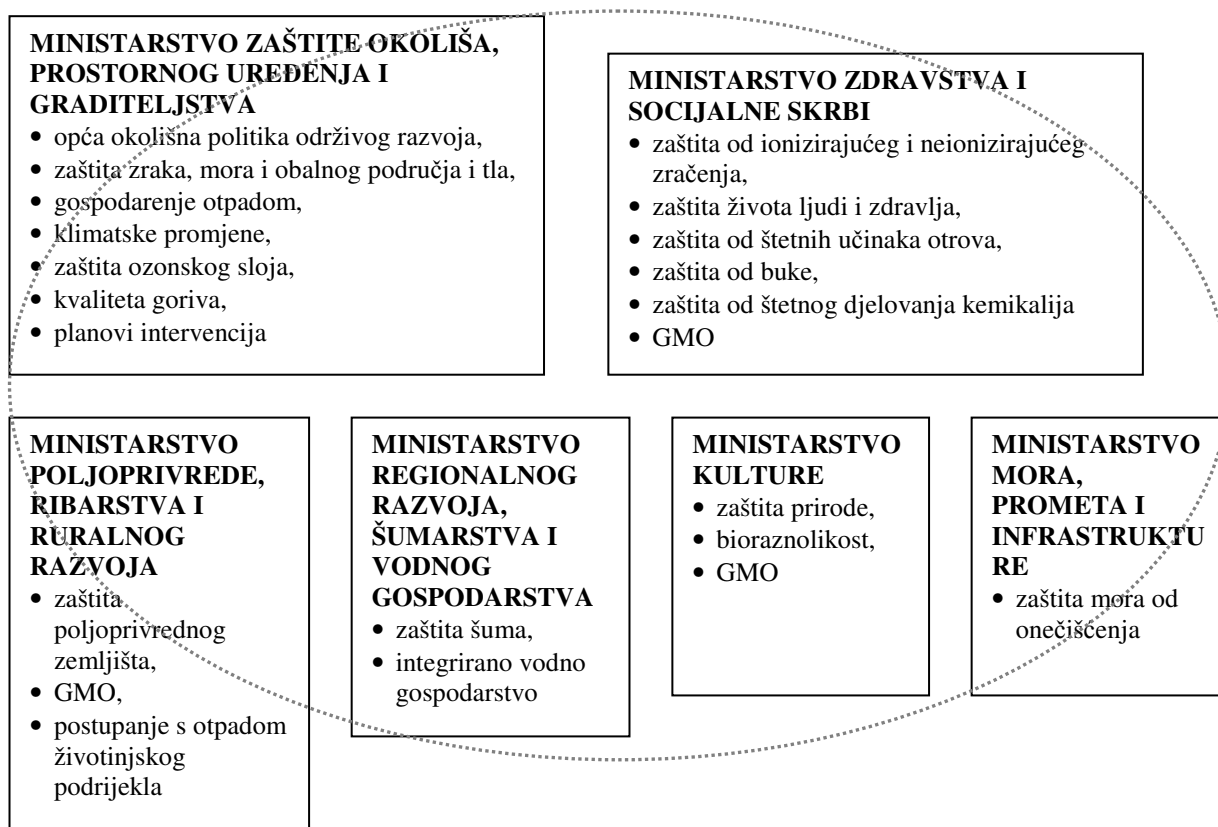 MINISTARSTVO ZAŠTITE OKOLIŠA,
PROSTORNOG UREĐENJA I
GRADITELJSTVA
• opća okolišna politika održivog razvoja,
• zaštita zraka, mora i obalnog područja i tla,
• gospodarenje otpadom,
• klimatske promjene,
• zaštita ozonskog sloja,
• kvaliteta goriva,
• planovi intervencija
MINISTARSTVO ZDRAVSTVA I
SOCIJALNE SKRBI
• zaštita od ionizirajućeg i neionizirajućeg
zračenja,
• zaštita života ljudi i zdravlja,
• zaštita od štetnih učinaka otrova,
• zaštita od buke,
• zaštita od štetnog djelovanja kemikalija
• GMO
MINISTARSTVO
POLJOPRIVREDE,
RIBARSTVA I
RURALNOG
RAZVOJA
• zaštita
poljoprivrednog
zemljišta,
• GMO,
• postupanje s otpadom
životinjskog
podrijekla
MINISTARSTVO
REGIONALNOG
RAZVOJA,
ŠUMARSTVA I
VODNOG
GOSPODARSTVA
• zaštita šuma,
• integrirano vodno
gospodarstvo
MINISTARSTVO
KULTURE
• zaštita prirode,
• bioraznolikost,
• GMO
MINISTARSTVO
MORA,
PROMETA I
INFRASTRUKTU
RE
• zaštita mora od
onečišćenja